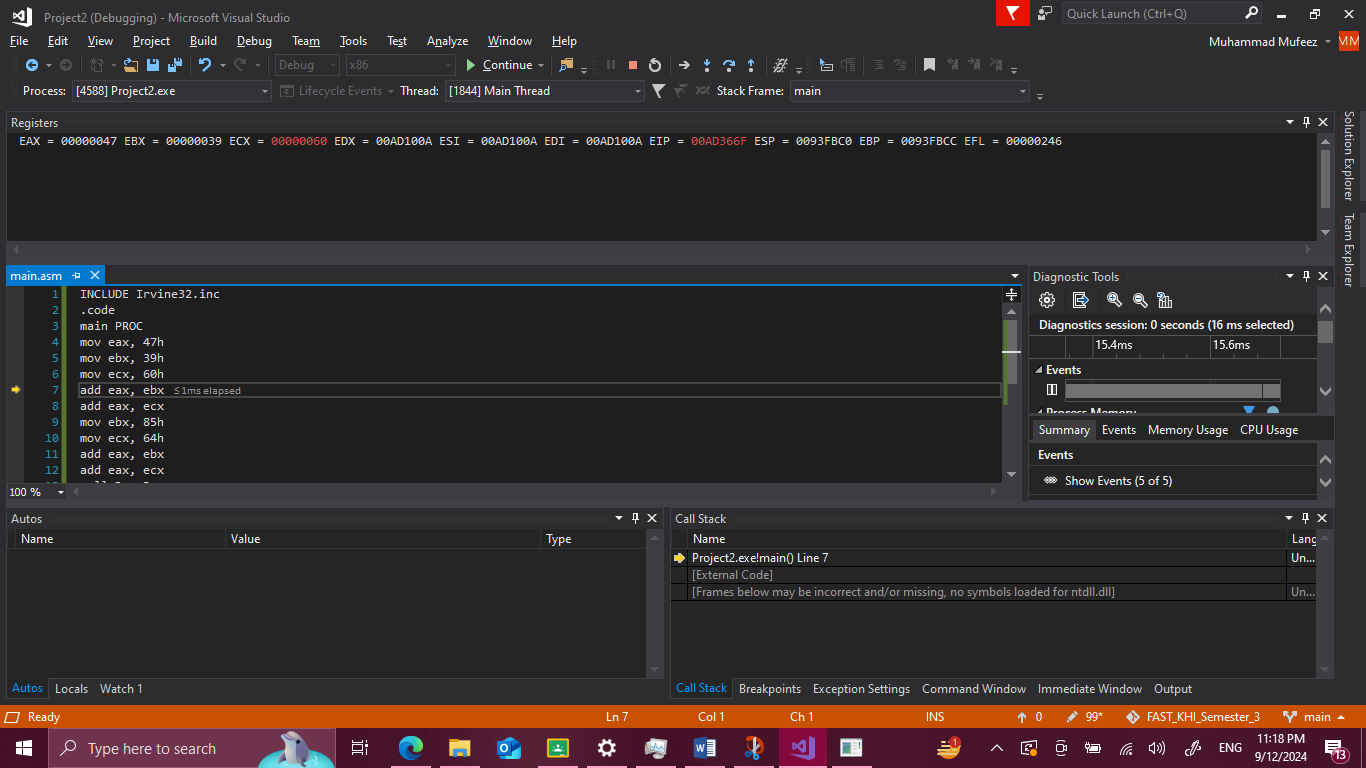 Project2 (Debugging) - Microsoft Visual Studio
Quick Launch (Ctrl+Q)
File Edit View Project Build Debug Team Tools Test Analyze Window Help
Muhammad Mufeez MM
Debug x86 Continue
Process: [4588] Project2.exe Lifecycle Events Thread: [1844] Main Thread Stack Frame: main
Registers
EAX = 00000047 EBX = 00000039 ECX = 00000060 EDX = 00AD100A ESI = 00AD100A EDI = 00AD100A EIP = 00AD366F ESP = 0093FBC0 EBP = 0093FBCC EFL = 00000246
Solution Explorer
Team Explorer
main.asm
1 INCLUDE Irvine32.inc
2 .code
3 main PROC
4 mov eax, 47h
5 mov ebx, 39h
6 mov ecx, 60h
7 add eax, ebx ≤1ms elapsed
8 add eax, ecx
9 mov ebx, 85h
10 mov ecx, 64h
11 add eax, ebx
12 add eax, ecx
100 %
Diagnostic Tools
Diagnostics session: 0 seconds (16 ms selected)
15.4ms 15.6ms
Events
Process Memory
Summary Events Memory Usage CPU Usage
Events
Show Events (5 of 5)
Autos
Name Value Type
Autos Locals Watch 1
Call Stack
Name Lang
Project2.exe!main() Line 7 Un...
[External Code]
[Frames below may be incorrect and/or missing, no symbols loaded for ntdll.dll] Un...
Call Stack Breakpoints Exception Settings Command Window Immediate Window Output
Ready Ln 7 Col 1 Ch 1 INS 0 99* FAST_KHI_Semester_3 main
Type here to search
1
ENG
11:18 PM
9/12/2024
13